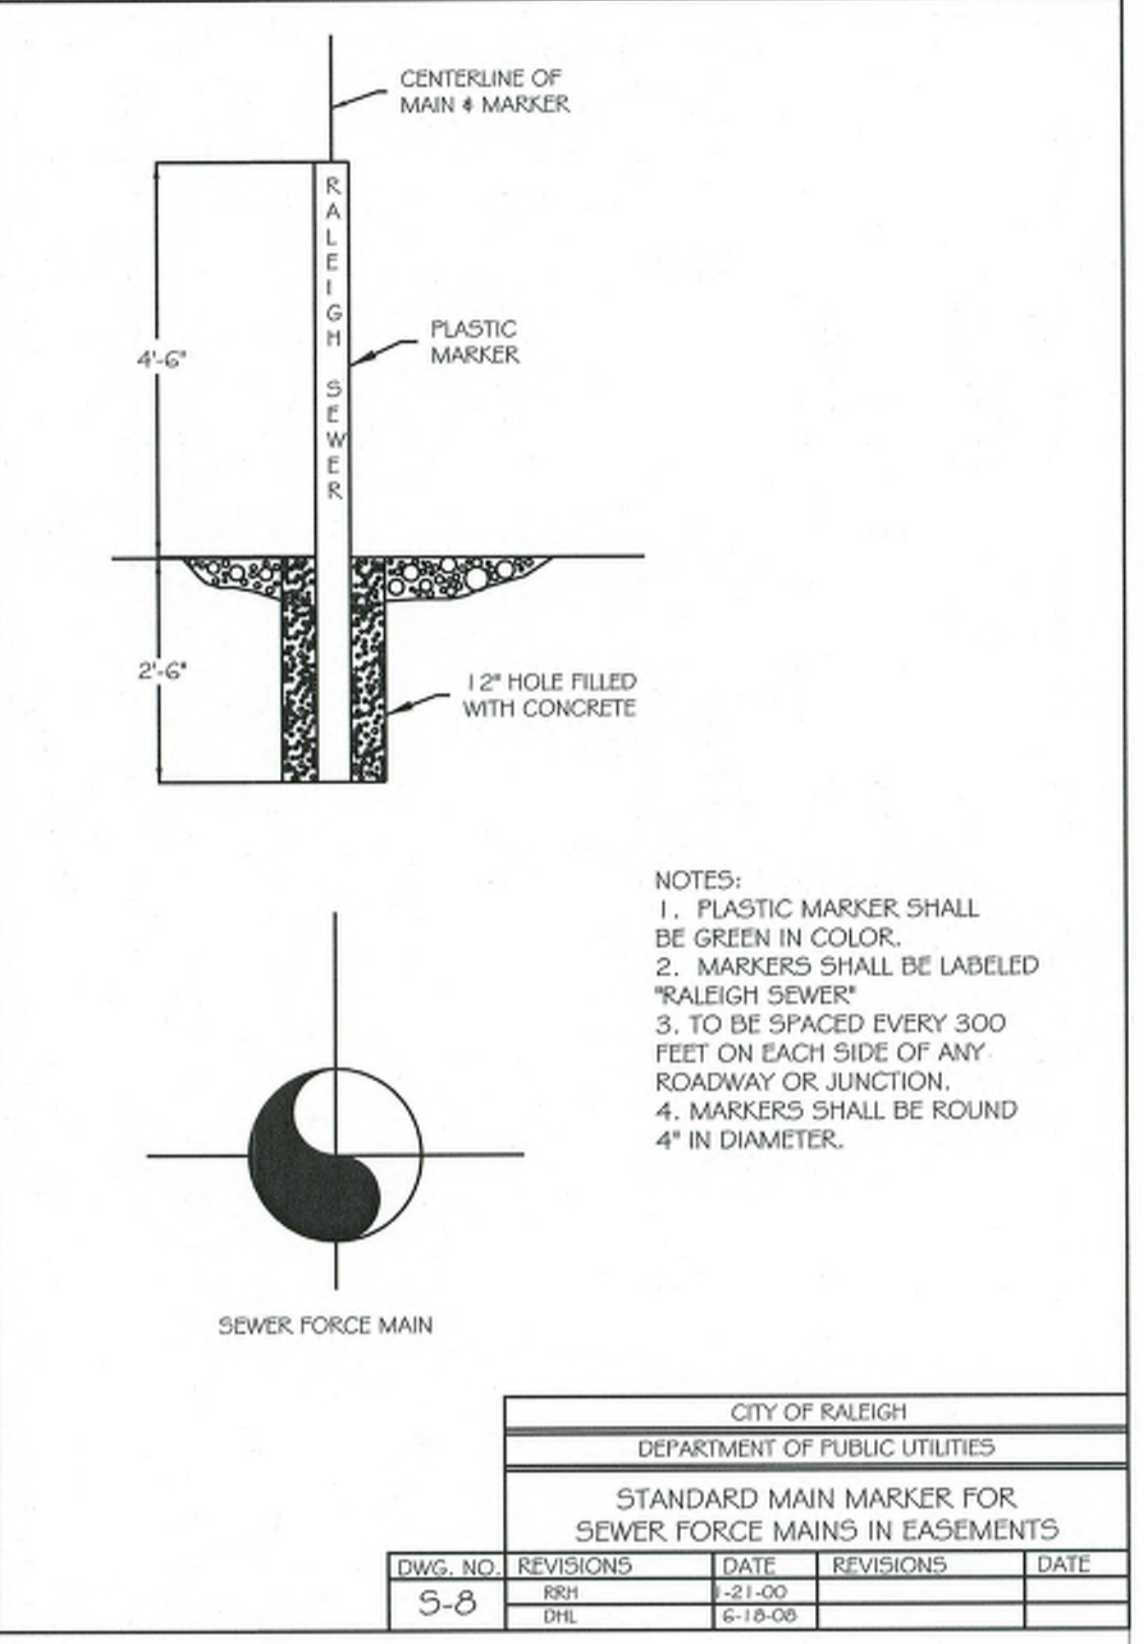 CENTERLINE OF
MAIN & MARKER
RALEIGH SEWER
4'-6"
PLASTIC
MARKER
2'-6"
12" HOLE FILLED
WITH CONCRETE
NOTES:
1. PLASTIC MARKER SHALL
BE GREEN IN COLOR.
2. MARKERS SHALL BE LABELED
"RALEIGH SEWER"
3. TO BE SPACED EVERY 300
FEET ON EACH SIDE OF ANY
ROADWAY OR JUNCTION.
4. MARKERS SHALL BE ROUND
4" IN DIAMETER.
SEWER FORCE MAIN
CITY OF RALEIGH
DEPARTMENT OF PUBLIC UTILITIES
STANDARD MAIN MARKER FOR
SEWER FORCE MAINS IN EASEMENTS
DWG. NO. REVISIONS DATE REVISIONS DATE
S-8
RRH 1-21-00
DHL 6-18-08